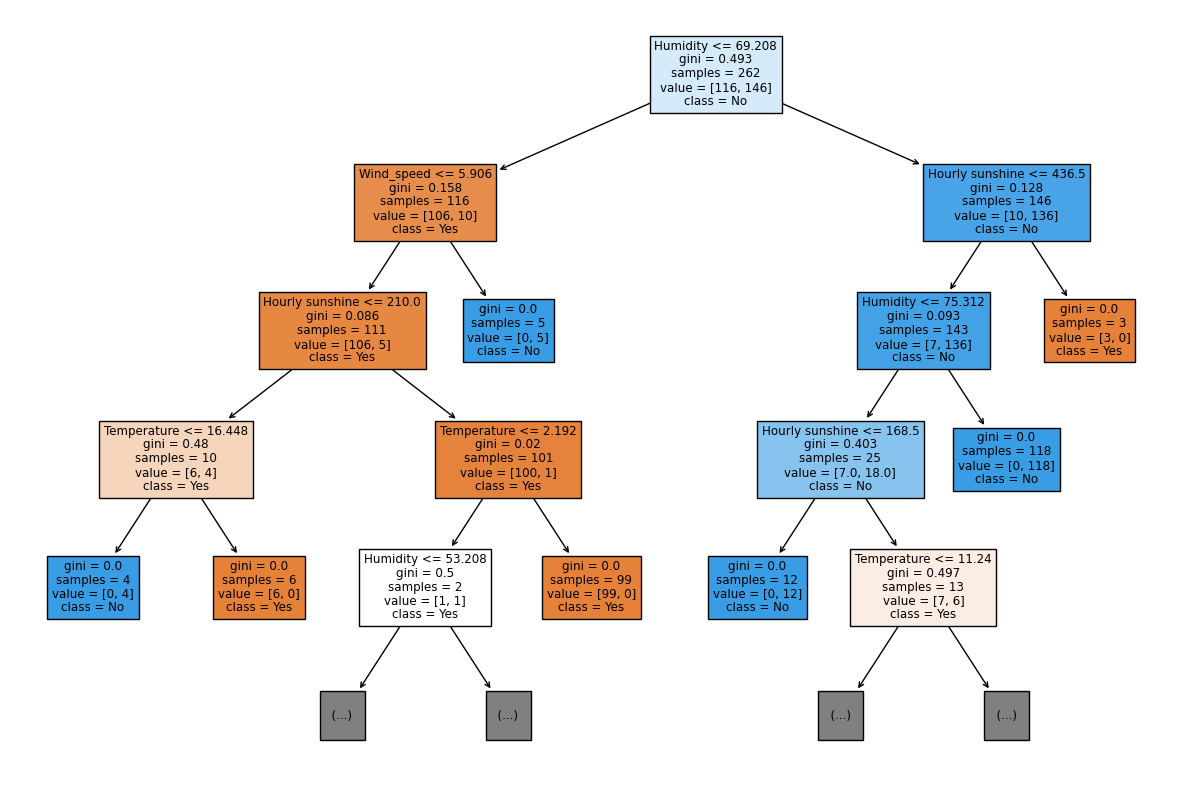 Humidity <= 69.208
gini = 0.493
samples = 262
value = [116, 146]
class = No
Wind_speed <= 5.906
gini = 0.158
samples = 116
value = [106, 10]
class = Yes
Hourly sunshine <= 436.5
gini = 0.128
samples = 146
value = [10, 136]
class = No
Hourly sunshine <= 210.0
gini = 0.086
samples = 111
value = [106, 5]
class = Yes
gini = 0.0
samples = 5
value = [0, 5]
class = No
Humidity <= 75.312
gini = 0.093
samples = 143
value = [7, 136]
class = No
gini = 0.0
samples = 3
value = [3, 0]
class = Yes
Temperature <= 16.448
gini = 0.48
samples = 10
value = [6, 4]
class = Yes
Temperature <= 2.192
gini = 0.02
samples = 101
value = [100, 1]
class = Yes
Hourly sunshine <= 168.5
gini = 0.403
samples = 25
value = [7.0, 18.0]
class = No
gini = 0.0
samples = 118
value = [0, 118]
class = No
gini = 0.0
samples = 4
value = [0, 4]
class = No
gini = 0.0
samples = 6
value = [6, 0]
class = Yes
Humidity <= 53.208
gini = 0.5
samples = 2
value = [1, 1]
class = Yes
gini = 0.0
samples = 99
value = [99, 0]
class = Yes
gini = 0.0
samples = 12
value = [0, 12]
class = No
Temperature <= 11.24
gini = 0.497
samples = 13
value = [7, 6]
class = Yes
(...)
(...)
(...)
(...)